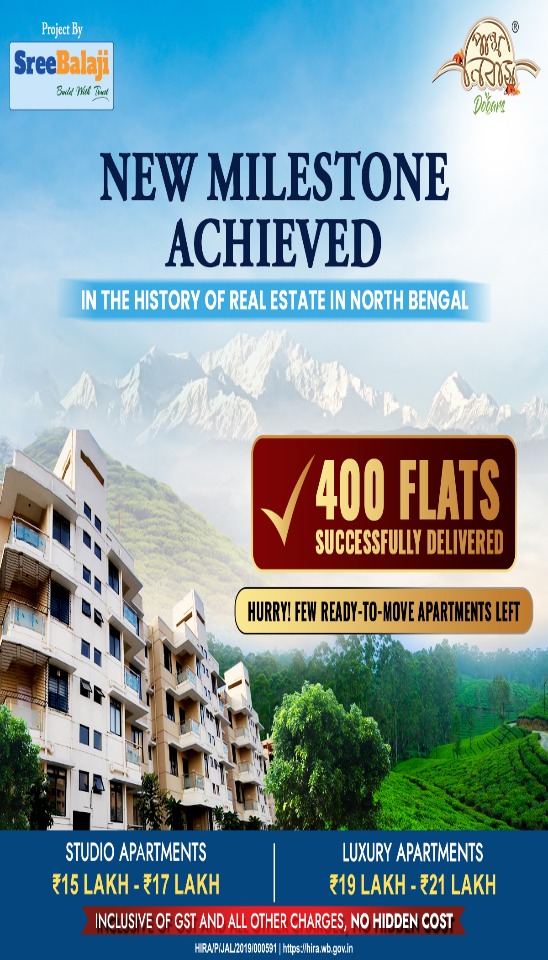 Project By
SreeBalaji
Build With Trust
পান্থ
নিবাস
®
Dooars
NEW MILESTONE
ACHIEVED
IN THE HISTORY OF REAL ESTATE IN NORTH BENGAL
400 FLATS
SUCCESSFULLY DELIVERED
HURRY! FEW READY-TO-MOVE APARTMENTS LEFT
STUDIO APARTMENTS
₹15 LAKH - ₹17 LAKH
LUXURY APARTMENTS
₹19 LAKH - ₹21 LAKH
INCLUSIVE OF GST AND ALL OTHER CHARGES, NO HIDDEN COST
HIRA/P/JAL/2019/000591 | https://hira.wb.gov.in